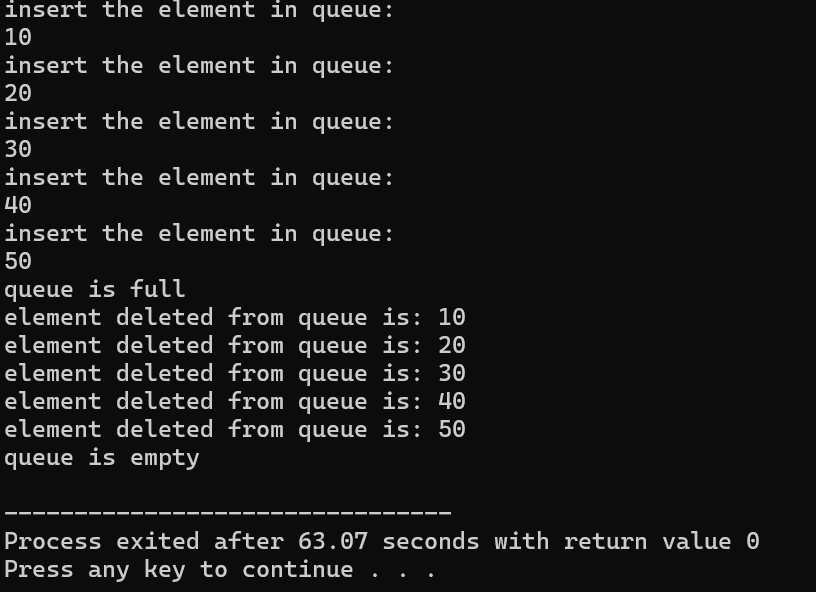 insert the element in queue:
10
insert the element in queue:
20
insert the element in queue:
30
insert the element in queue:
40
insert the element in queue:
50
queue is full
element deleted from queue is: 10
element deleted from queue is: 20
element deleted from queue is: 30
element deleted from queue is: 40
element deleted from queue is: 50
queue is empty
--------------------------------
Process exited after 63.07 seconds with return value 0
Press any key to continue . . .